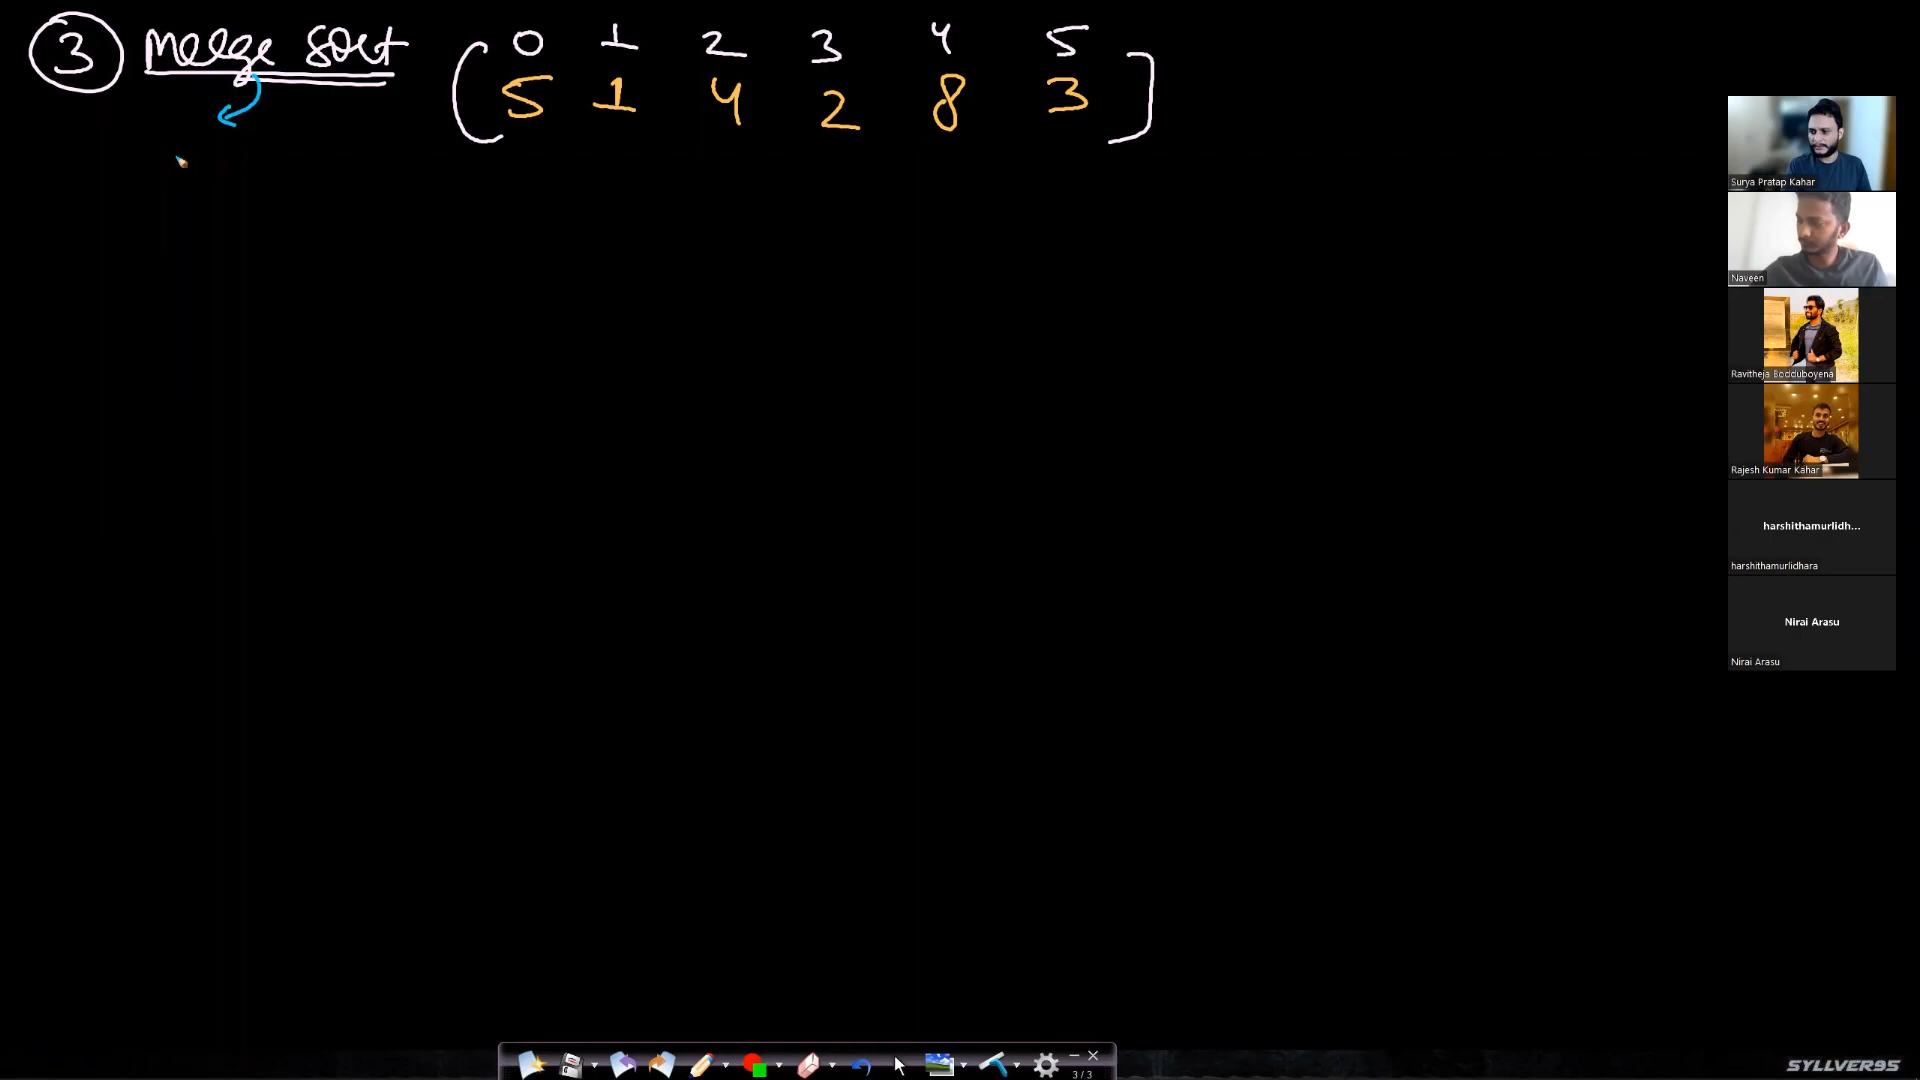 3 Merge Sort 0 1 2 3 4 5
[ 5 1 4 2 8 3 ]
Surya Pratap Kahar
Naveen
Ravitheja Bodduboyena
Rajesh Kumar Kahar
harshithamurlidh...
harshithamurlidhara
Nirai Arasu
Nirai Arasu
3 / 3
SYLLVER95